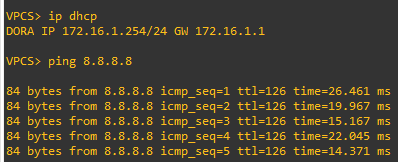 VPCS> ip dhcp
DORA IP 172.16.1.254/24 GW 172.16.1.1
VPCS> ping 8.8.8.8
84 bytes from 8.8.8.8 icmp_seq=1 ttl=126 time=26.461 ms
84 bytes from 8.8.8.8 icmp_seq=2 ttl=126 time=19.967 ms
84 bytes from 8.8.8.8 icmp_seq=3 ttl=126 time=15.167 ms
84 bytes from 8.8.8.8 icmp_seq=4 ttl=126 time=22.045 ms
84 bytes from 8.8.8.8 icmp_seq=5 ttl=126 time=14.371 ms